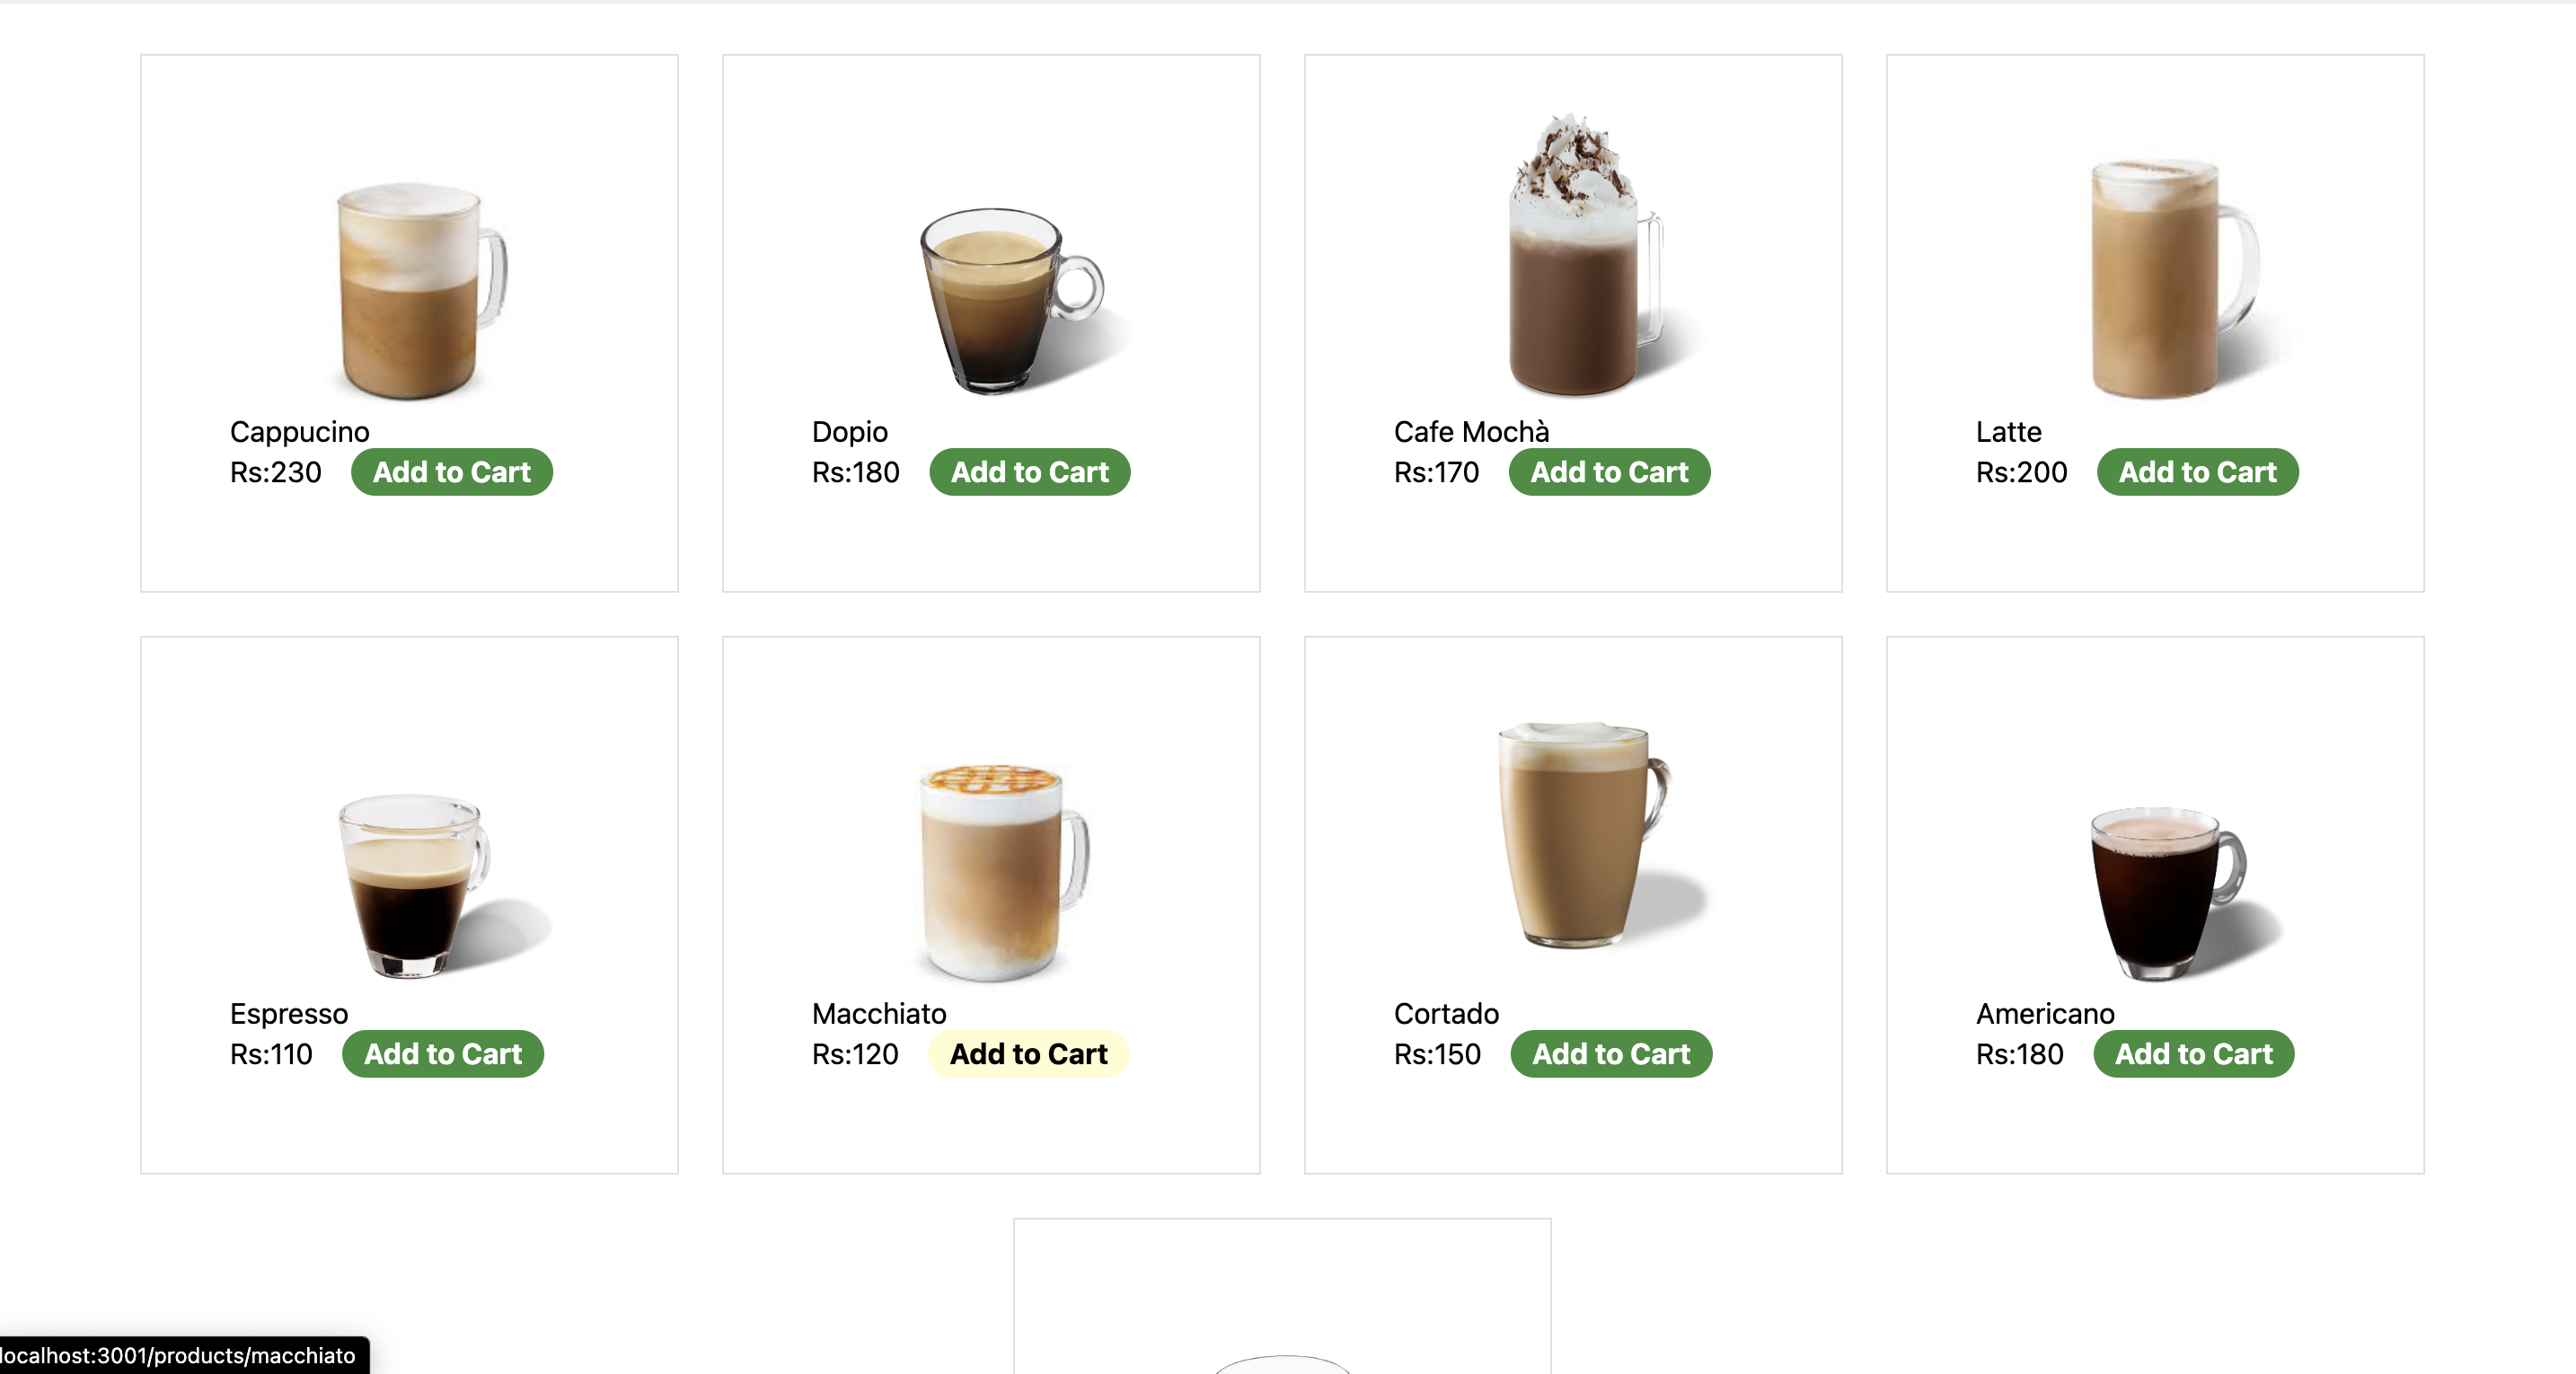 Cappucino
Rs:230 Add to Cart
Dopio
Rs:180 Add to Cart
Cafe Mochà
Rs:170 Add to Cart
Latte
Rs:200 Add to Cart
Espresso
Rs:110 Add to Cart
Macchiato
Rs:120 Add to Cart
Cortado
Rs:150 Add to Cart
Americano
Rs:180 Add to Cart
localhost:3001/products/macchiato